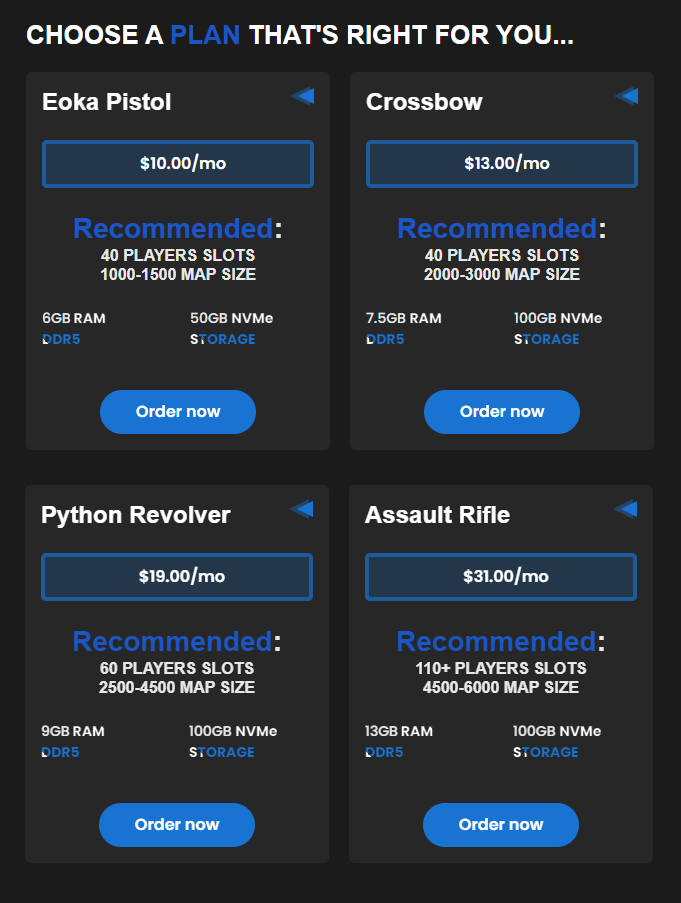 CHOOSE A PLAN THAT'S RIGHT FOR YOU...
Eoka Pistol
$10.00/mo
Recommended:
40 PLAYERS SLOTS
1000-1500 MAP SIZE
6GB RAM
DDR5
50GB NVMe
STORAGE
Order now
Crossbow
$13.00/mo
Recommended:
40 PLAYERS SLOTS
2000-3000 MAP SIZE
7.5GB RAM
DDR5
100GB NVMe
STORAGE
Order now
Python Revolver
$19.00/mo
Recommended:
60 PLAYERS SLOTS
2500-4500 MAP SIZE
9GB RAM
DDR5
100GB NVMe
STORAGE
Order now
Assault Rifle
$31.00/mo
Recommended:
110+ PLAYERS SLOTS
4500-6000 MAP SIZE
13GB RAM
DDR5
100GB NVMe
STORAGE
Order now